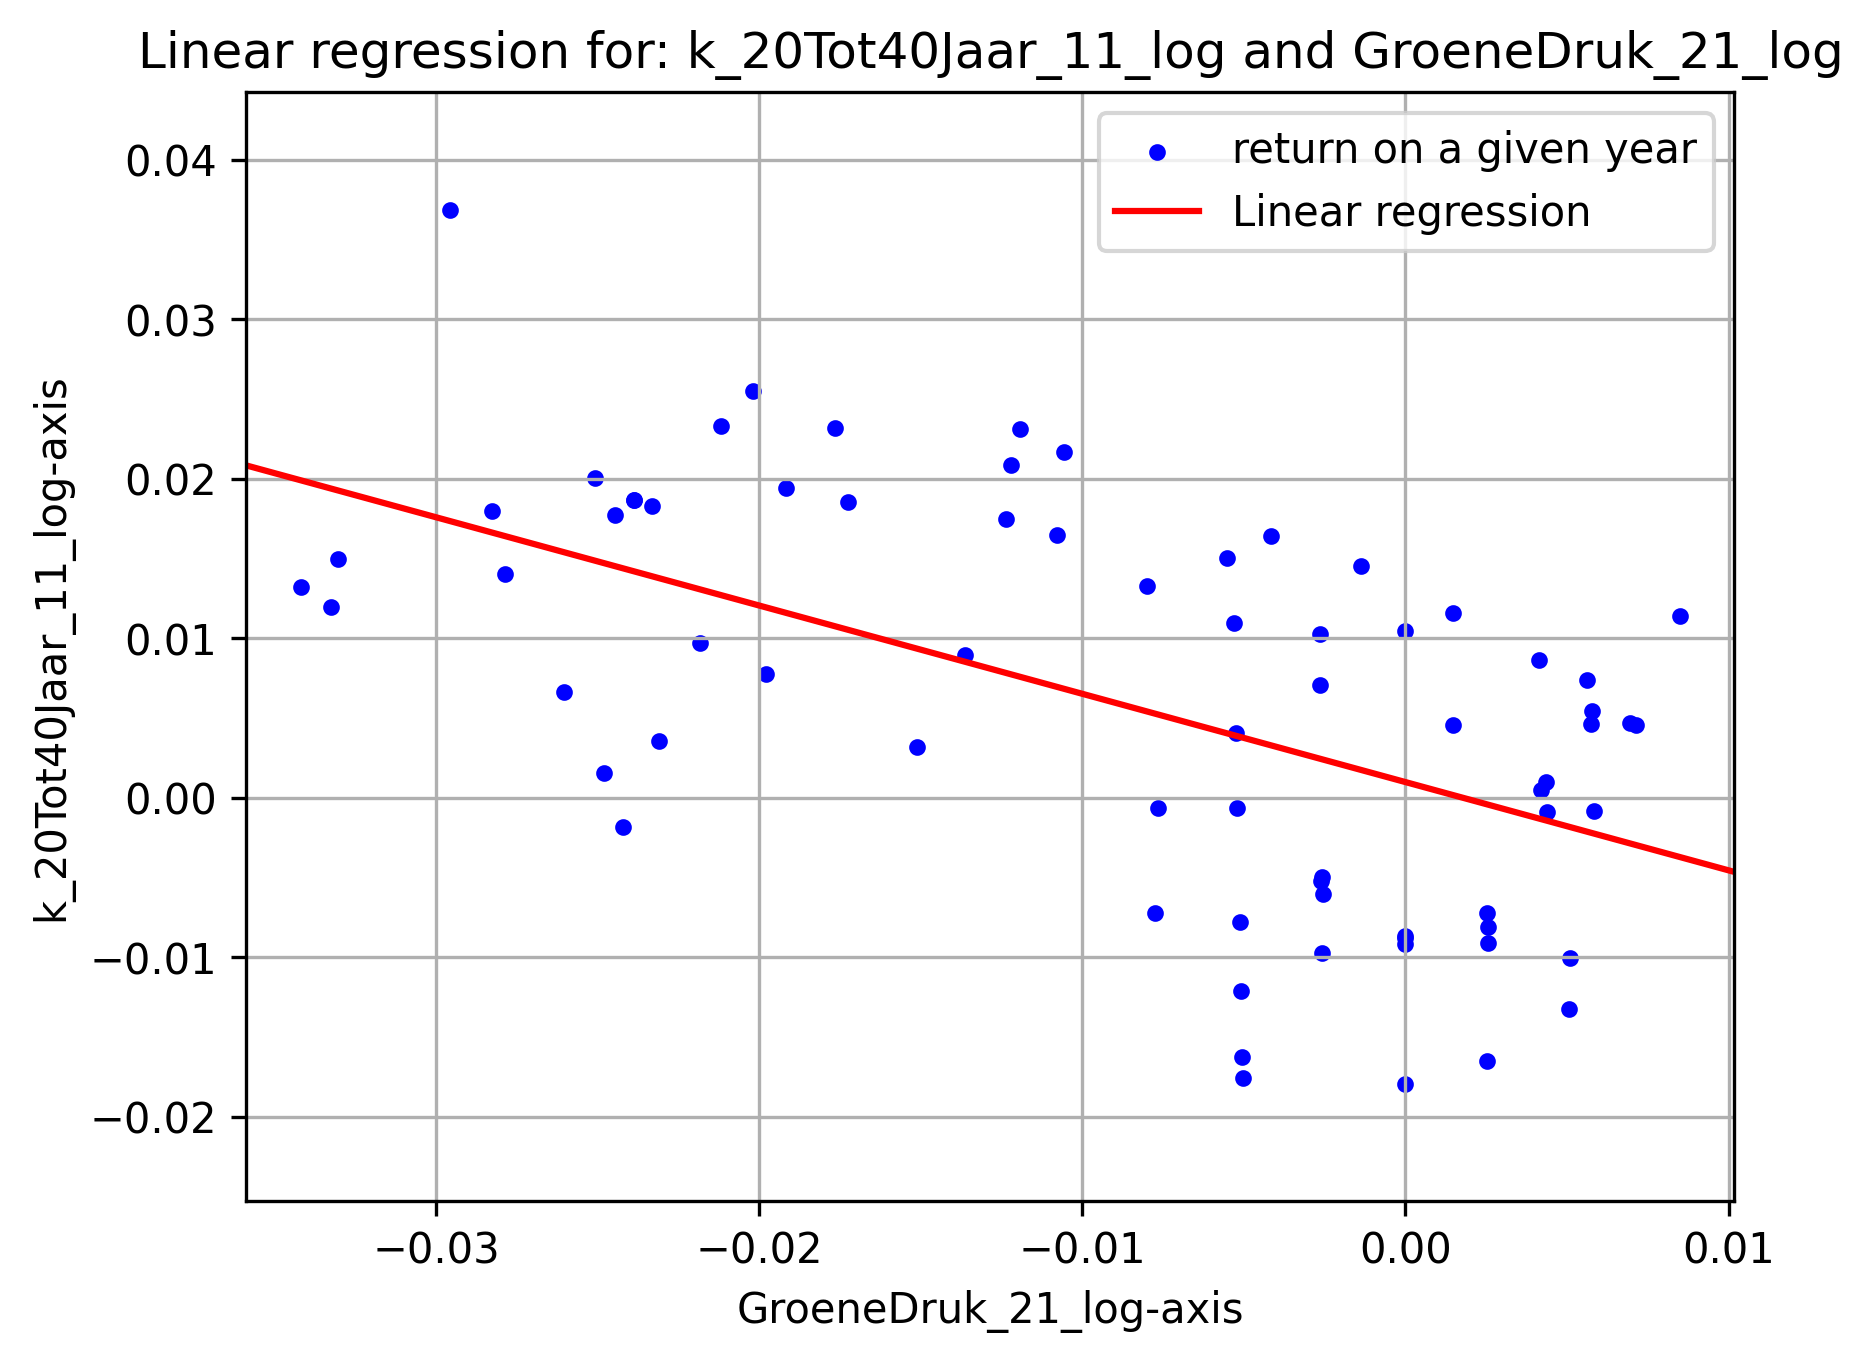 Linear regression for: k_20Tot40Jaar_11_log and GroeneDruk_21_log
return on a given year
Linear regression
0.04
0.03
0.02
0.01
0.00
−0.01
−0.02
k_20Tot40Jaar_11_log-axis
−0.03 −0.02 −0.01 0.00 0.01
GroeneDruk_21_log-axis